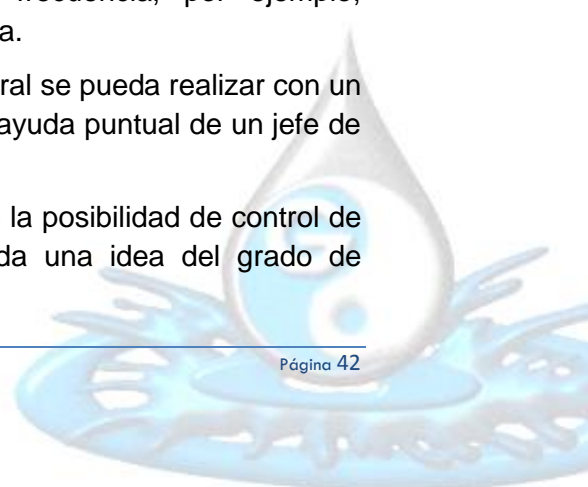 frecuencia, por ejemplo,
a.
ral se pueda realizar con un
ayuda puntual de un jefe de
la posibilidad de control de
da una idea del grado de
Página 42